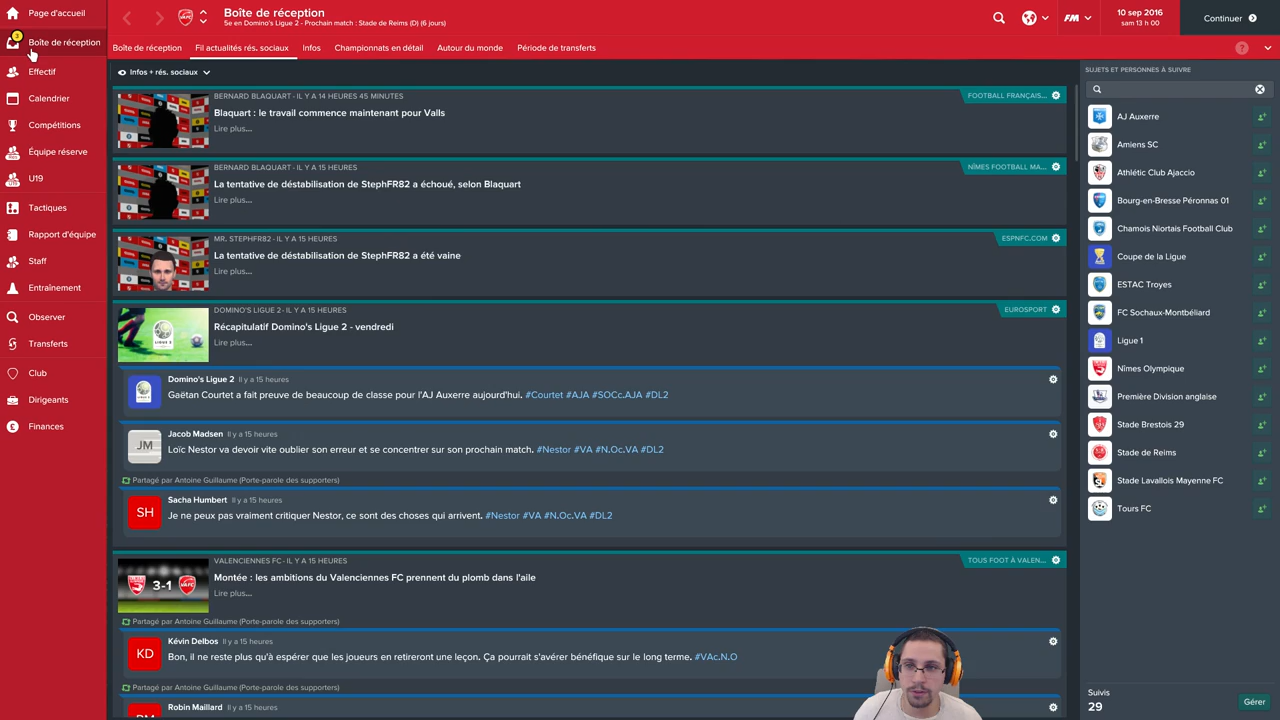 Page d'accueil
3
Boîte de réception
Effectif
Calendrier
Compétitions
Équipe réserve
U19
Tactiques
Rapport d'équipe
Staff
Entraînement
Observer
Transferts
Club
Dirigeants
Finances
Boîte de réception
5e en Domino's Ligue 2 - Prochain match : Stade de Reims (D) (6 jours)
FM
10 sep 2016
sam 13 h 00
Continuer
Boîte de réception
Fil actualités rés. sociaux
Infos
Championnats en détail
Autour du monde
Période de transferts
?
Infos + rés. sociaux
BERNARD BLAQUART - IL Y A 14 HEURES 45 MINUTES
FOOTBALL FRANÇAIS...
Blaquart : le travail commence maintenant pour Valls
Lire plus...
BERNARD BLAQUART - IL Y A 15 HEURES
NÎMES FOOTBALL MA...
La tentative de déstabilisation de StephFR82 a échoué, selon Blaquart
Lire plus...
MR. STEPHFR82 - IL Y A 15 HEURES
ESPNFC.COM
La tentative de déstabilisation de StephFR82 a été vaine
Lire plus...
DOMINO'S LIGUE 2 - IL Y A 15 HEURES
EUROSPORT
Récapitulatif Domino's Ligue 2 - vendredi
Lire plus...
Domino's Ligue 2 Il y a 15 heures
Gaëtan Courtet a fait preuve de beaucoup de classe pour l'AJ Auxerre aujourd'hui. #Courtet #AJA #SOCc.AJA #DL2
JM
Jacob Madsen Il y a 15 heures
Loïc Nestor va devoir vite oublier son erreur et se concentrer sur son prochain match. #Nestor #VA #N.Oc.VA #DL2
Partagé par Antoine Guillaume (Porte-parole des supporters)
SH
Sacha Humbert Il y a 15 heures
Je ne peux pas vraiment critiquer Nestor, ce sont des choses qui arrivent. #Nestor #VA #N.Oc.VA #DL2
VALENCIENNES FC - IL Y A 15 HEURES
TOUS FOOT À VALEN...
3-1
Montée : les ambitions du Valenciennes FC prennent du plomb dans l'aile
Lire plus...
Partagé par Antoine Guillaume (Porte-parole des supporters)
KD
Kévin Delbos Il y a 15 heures
Bon, il ne reste plus qu'à espérer que les joueurs en retireront une leçon. Ça pourrait s'avérer bénéfique sur le long terme. #VAc.N.O
Partagé par Antoine Guillaume (Porte-parole des supporters)
Robin Maillard Il y a 15 heures
SUJETS ET PERSONNES À SUIVRE
AJ Auxerre
Amiens SC
Athlétic Club Ajaccio
Bourg-en-Bresse Péronnas 01
Chamois Niortais Football Club
Coupe de la Ligue
ESTAC Troyes
FC Sochaux-Montbéliard
Ligue 1
Nîmes Olympique
Première Division anglaise
Stade Brestois 29
Stade de Reims
Stade Lavallois Mayenne FC
Tours FC
Suivis
29
Gérer